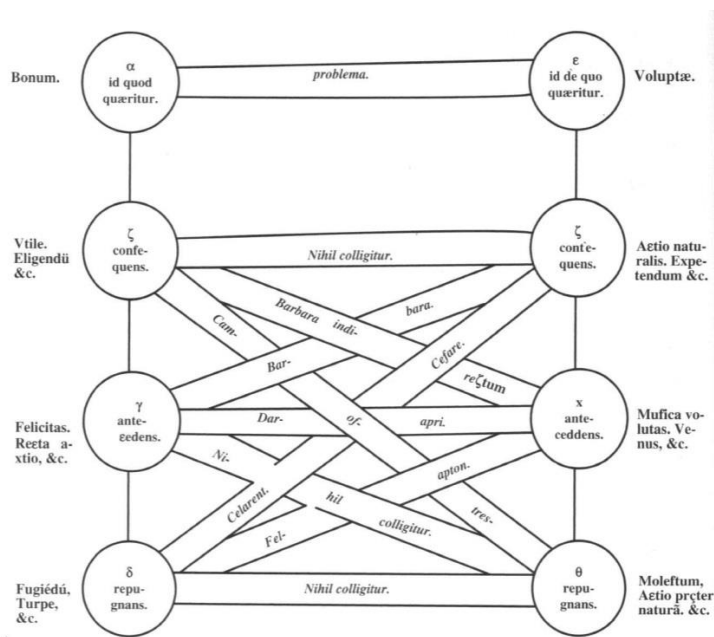 Bonum.
α
id quod
quæritur.
problema.
ε
id de quo
quæritur.
Voluptæ.
Vtile.
Eligendū
&c.
ζ
confe-
quens.
Nihil colligitur.
ζ
conte-
quens.
Aεtio natu-
ralis. Expe-
tendum &c.
Cam-
Barbara indi-
bara.
Bar-
Cefare.
reζtum
Felicitas.
Reεta a-
xtio, &c.
γ
ante-
εedens.
Dar-
of.
apri.
x
ante-
ceddens.
Mufica vo-
lutas. Ve-
nus, &c.
Ni-
Celarent.
hil
colligitur.
apton.
Fel-
tres-
Fugiédú,
Turpe,
&c.
δ
repu-
gnans.
Nihil colligitur.
θ
repu-
gnans.
Moleftum,
Aεtio prçter
naturā. &c.